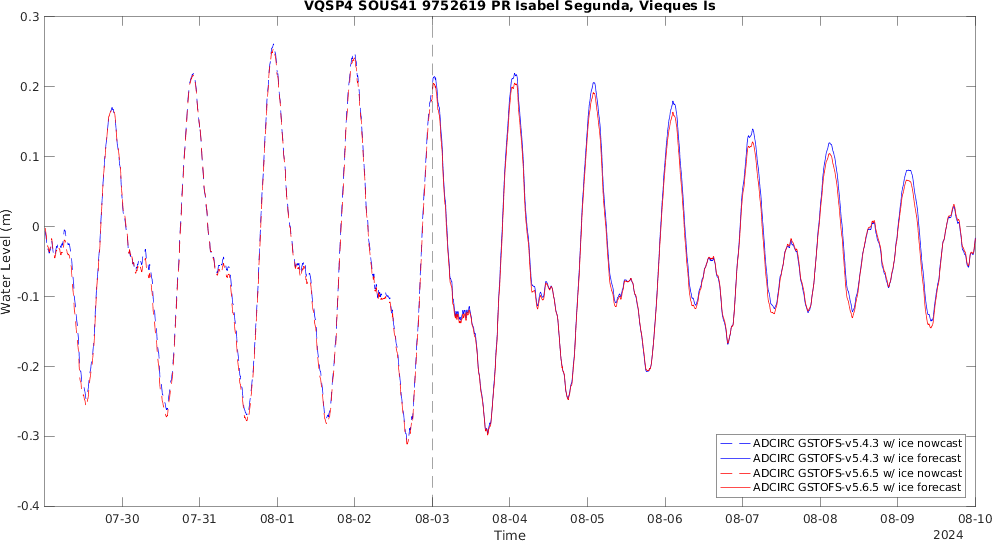 VQSP4 SOUS41 9752619 PR Isabel Segunda, Vieques Is
0.3
0.2
0.1
0
-0.1
-0.2
-0.3
-0.4
Water Level (m)
ADCIRC GSTOFS-v5.4.3 w/ ice nowcast
ADCIRC GSTOFS-v5.4.3 w/ ice forecast
ADCIRC GSTOFS-v5.6.5 w/ ice nowcast
ADCIRC GSTOFS-v5.6.5 w/ ice forecast
07-30 07-31 08-01 08-02 08-03 08-04 08-05 08-06 08-07 08-08 08-09 08-10
Time
2024